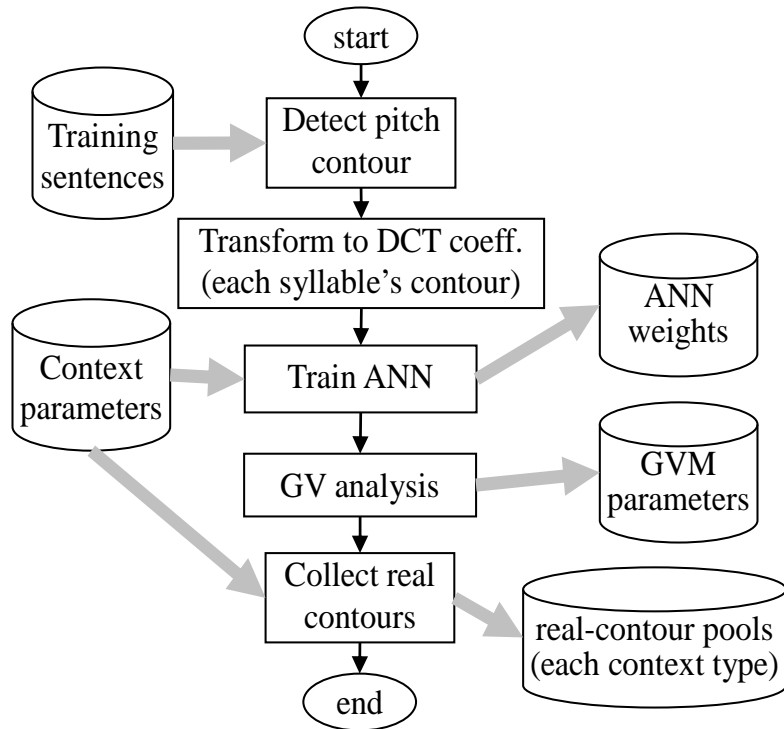 start
Training
sentences
Detect pitch
contour
Transform to DCT coeff.
(each syllable’s contour)
ANN
weights
Context
parameters
Train ANN
GV analysis
GVM
parameters
Collect real
contours
real-contour pools
(each context type)
end